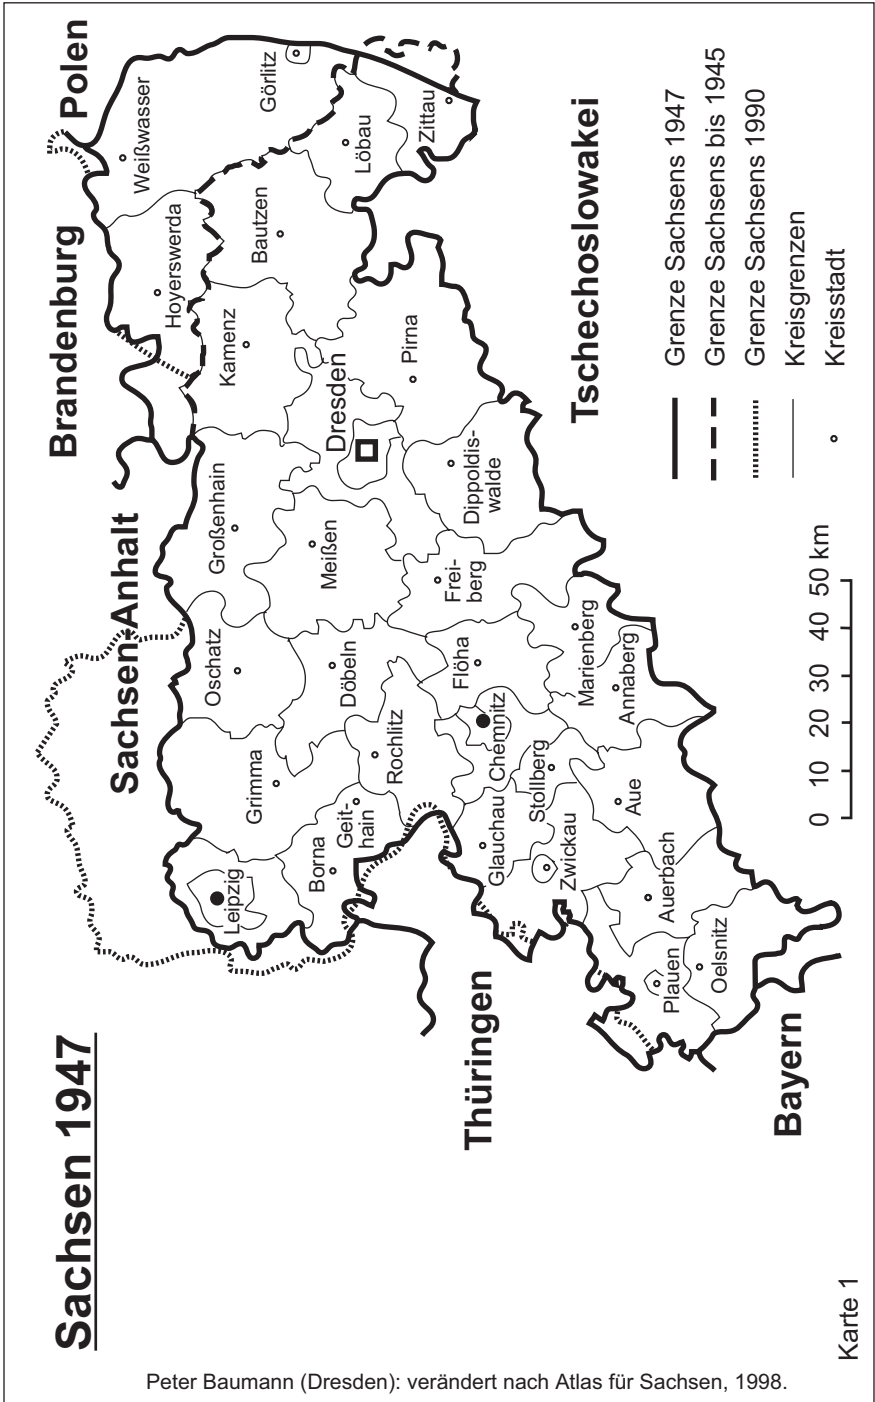 Sachsen 1947
Sachsen-Anhalt
Brandenburg
Polen
Thüringen
Bayern
Tschechoslowakei
Leipzig
Grimma
Oschatz
Großenhain
Kamenz
Hoyerswerda
Weißwasser
Görlitz
Borna
Geit-
hain
Rochlitz
Döbeln
Meißen
Dresden
Bautzen
Löbau
Zittau
Glauchau
Chemnitz
Flöha
Frei-
berg
Dippoldis-
walde
Pirna
Zwickau
Stollberg
Marienberg
Annaberg
Aue
Auerbach
Plauen
Oelsnitz
0 10 20 30 40 50 km
Grenze Sachsens 1947
Grenze Sachsens bis 1945
Grenze Sachsens 1990
Kreisgrenzen
Kreisstadt
Karte 1
Peter Baumann (Dresden): verändert nach Atlas für Sachsen, 1998.